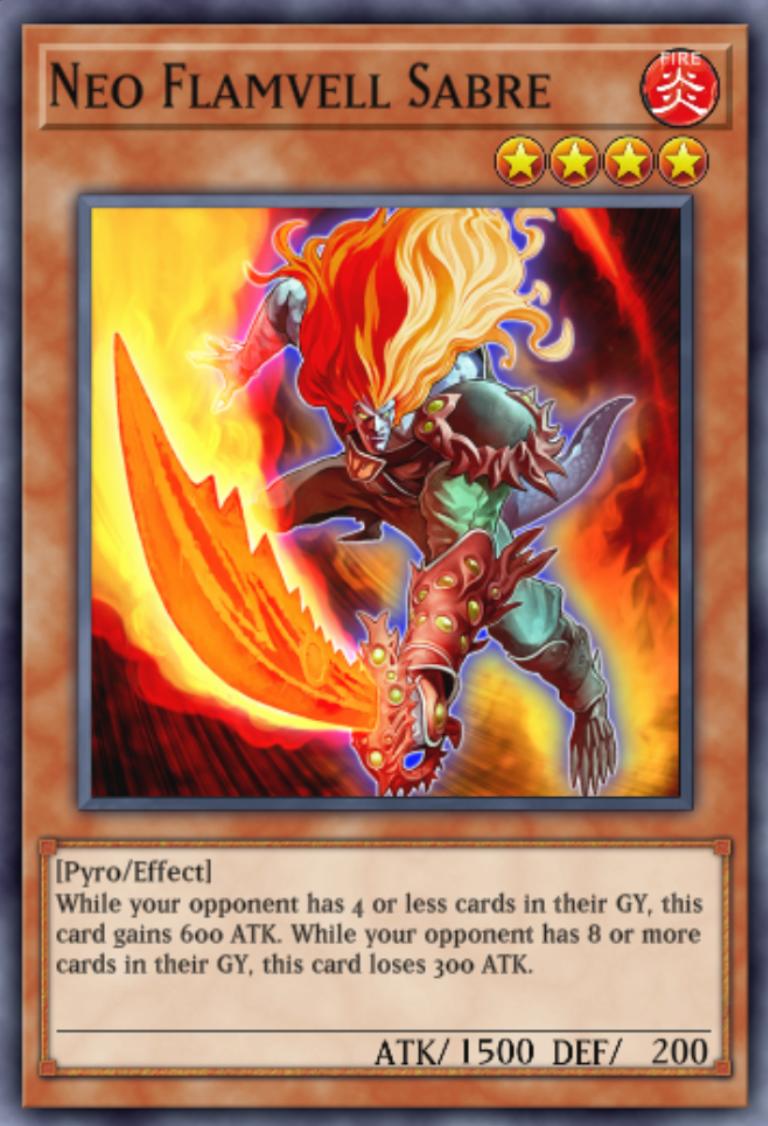 Neo Flamvell Sabre
FIRE
炎
[Pyro/Effect]
While your opponent has 4 or less cards in their GY, this
card gains 600 ATK. While your opponent has 8 or more
cards in their GY, this card loses 300 ATK.
ATK/ 1500 DEF/ 200